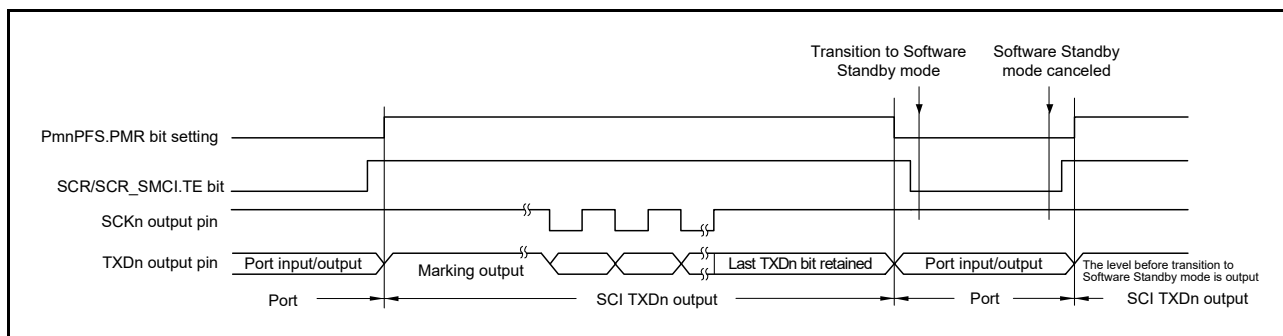 Transition to Software
Standby mode
Software Standby
mode canceled
PmnPFS.PMR bit setting
SCR/SCR_SMCI.TE bit
SCKn output pin
TXDn output pin
Port input/output
Marking output
Last TXDn bit retained
Port input/output
The level before transition to
Software Standby mode is output
Port
SCI TXDn output
Port
SCI TXDn output